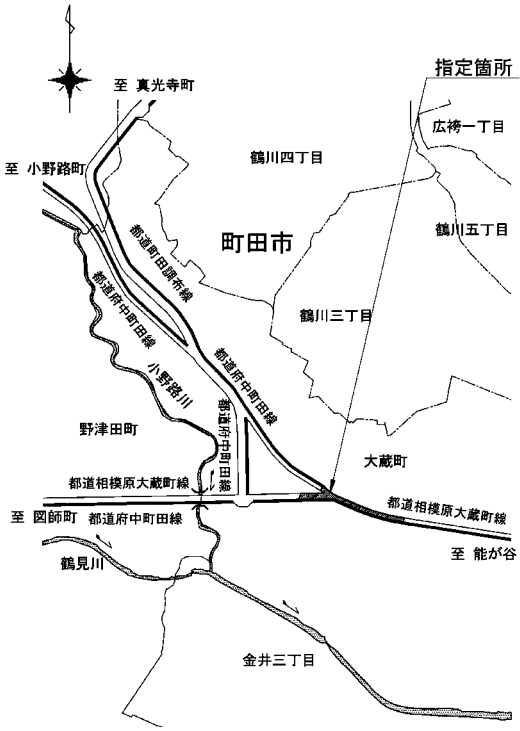 指定箇所
至 真光寺町
広袴一丁目
鶴川四丁目
至 小野路町
鶴川五丁目
町田市
都道町田調布線
都道府中町田線
鶴川三丁目
小野路川
都道府中町田線
都道府中町田線
野津田町
大蔵町
都道相模原大蔵町線
都道相模原大蔵町線
至 図師町
都道府中町田線
至 能が谷
鶴見川
金井三丁目